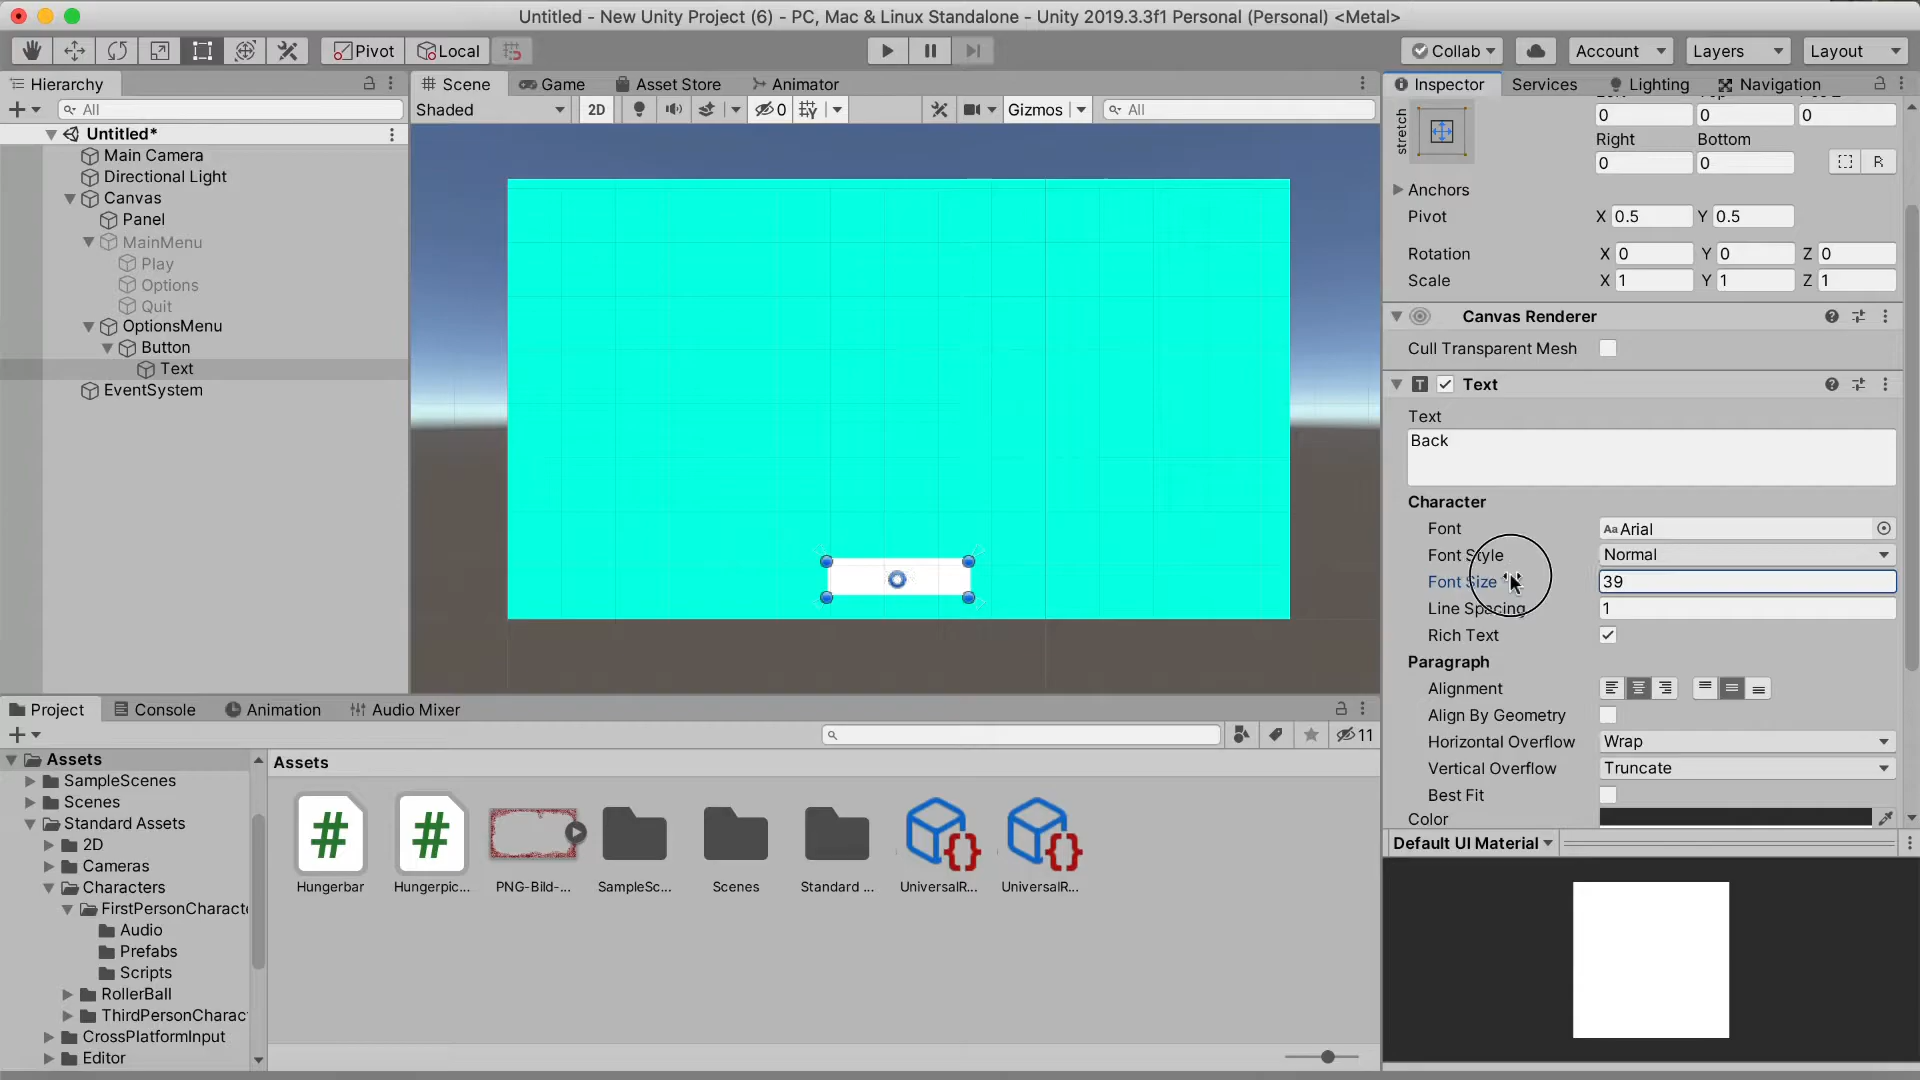 Untitled - New Unity Project (6) - PC, Mac & Linux Standalone - Unity 2019.3.3f1 Personal (Personal) <Metal>
Pivot
Local
Collab
Account
Layers
Layout
Hierarchy
Scene
Game
Asset Store
Animator
Inspector
Services
Lighting
Navigation
All
Shaded
2D
0
Gizmos
All
Untitled*
Main Camera
Directional Light
Canvas
Panel
MainMenu
Play
Options
Quit
OptionsMenu
Button
Text
EventSystem
stretch
0
0
0
Right
Bottom
0
0
R
Anchors
Pivot
X 0.5
Y 0.5
Rotation
X 0
Y 0
Z 0
Scale
X 1
Y 1
Z 1
Canvas Renderer
Cull Transparent Mesh
T
Text
Text
Back
Character
Font
Aa Arial
Font Style
Normal
Font Size
39
Line Spacing
1
Rich Text
Paragraph
Alignment
Align By Geometry
Horizontal Overflow
Wrap
Vertical Overflow
Truncate
Best Fit
Color
Default UI Material
Project
Console
Animation
Audio Mixer
11
Assets
SampleScenes
Scenes
Standard Assets
2D
Cameras
Characters
FirstPersonCharacte
Audio
Prefabs
Scripts
RollerBall
ThirdPersonCharac
CrossPlatformInput
Editor
Assets
Hungerbar
Hungerpic...
PNG-Bild-...
SampleSc...
Scenes
Standard ...
UniversalR...
UniversalR...